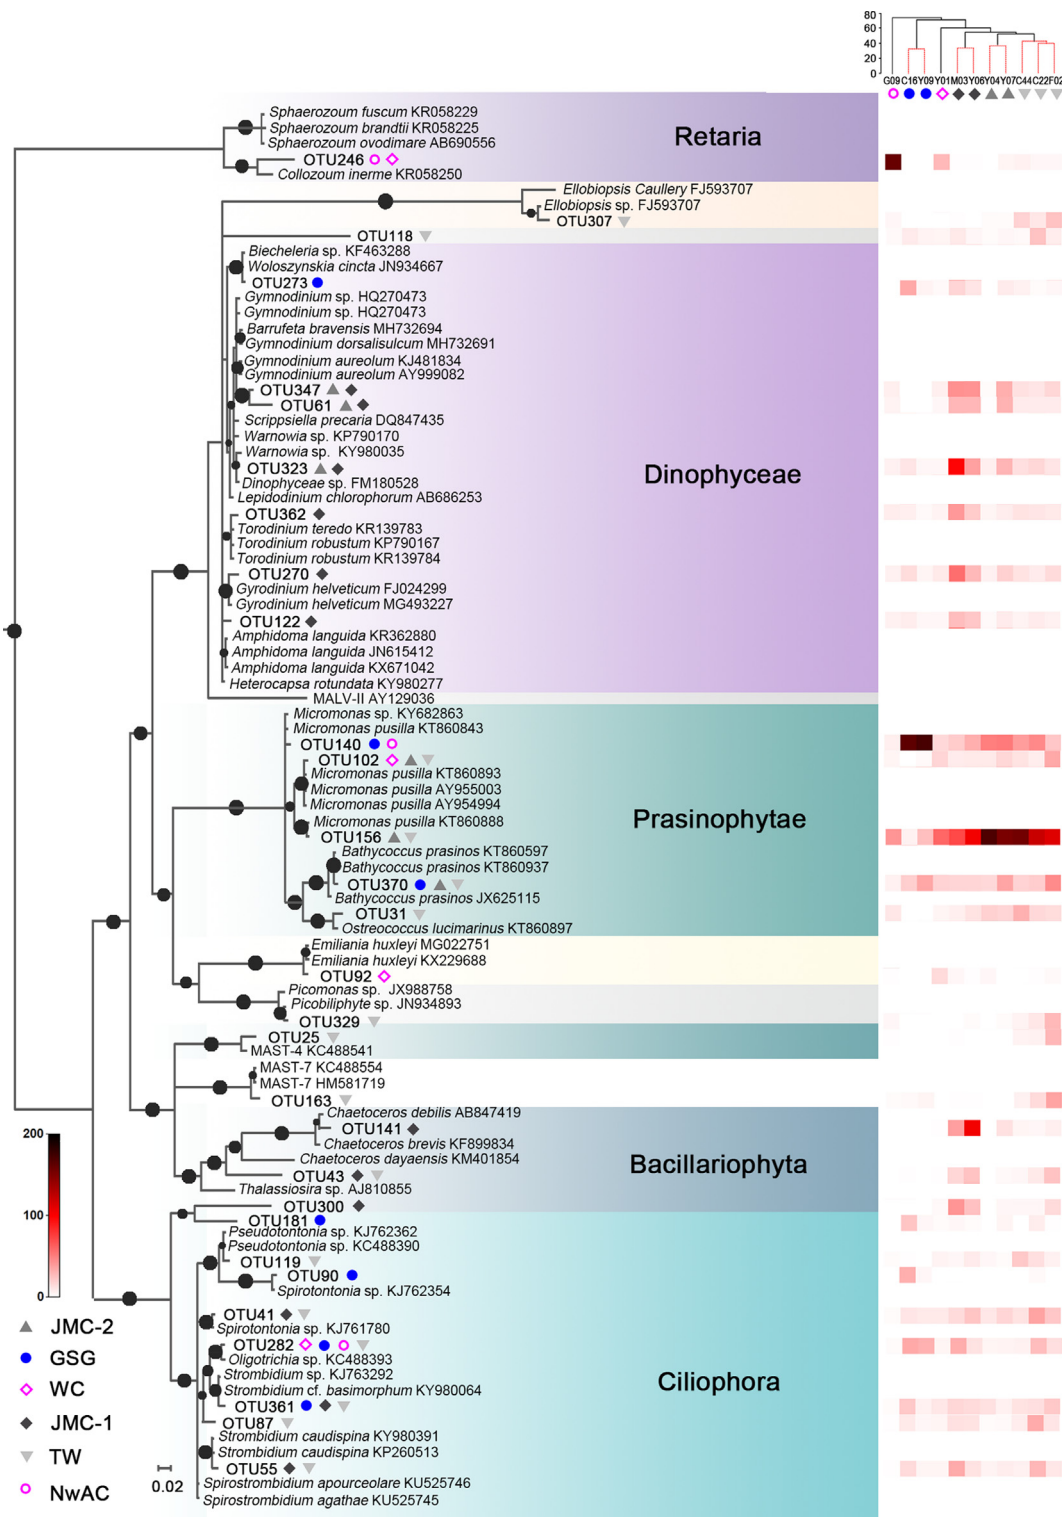 80
60
40
20
0
G09 C16 Y09 Y01 M03 Y06 Y04 Y07 C44 C22 F02
Sphaerozoum fuscum KR058229
Sphaerozoum brandtii KR058225
Sphaerozoum ovodimare AB690556
OTU246
Collozoum inerme KR058250
Retaria
Ellobiopsis Caullery FJ593707
Ellobiopsis sp. FJ593707
OTU307
OTU118
Biecheleria sp. KF463288
Woloszynskia cincta JN934667
OTU273
Gymnodinium sp. HQ270473
Gymnodinium sp. HQ270473
Barrufeta bravensis MH732694
Gymnodinium dorsalisulcum MH732691
Gymnodinium aureolum KJ481834
Gymnodinium aureolum AY999082
OTU347
OTU61
Scrippsiella precaria DQ847435
Warnowia sp. KP790170
Warnowia sp. KY980035
OTU323
Dinophyceae sp. FM180528
Lepidodinium chlorophorum AB686253
OTU362
Torodinium teredo KR139783
Torodinium robustum KP790167
Torodinium robustum KR139784
OTU270
Gyrodinium helveticum FJ024299
Gyrodinium helveticum MG493227
OTU122
Amphidoma languida KR362880
Amphidoma languida JN615412
Amphidoma languida KX671042
Heterocapsa rotundata KY980277
Dinophyceae
MALV-II AY129036
Micromonas sp. KY682863
Micromonas pusilla KT860843
OTU140
OTU102
Micromonas pusilla KT860893
Micromonas pusilla AY955003
Micromonas pusilla AY954994
Micromonas pusilla KT860888
OTU156
Bathycoccus prasinos KT860597
Bathycoccus prasinos KT860937
OTU370
Bathycoccus prasinos JX625115
OTU31
Ostreococcus lucimarinus KT860897
Prasinophytae
Emiliania huxleyi MG022751
Emiliania huxleyi KX229688
OTU92
Picomonas sp. JX988758
Picobiliphyte sp. JN934893
OTU329
OTU25
MAST-4 KC488541
MAST-7 KC488554
MAST-7 HM581719
OTU163
Chaetoceros debilis AB847419
OTU141
Chaetoceros brevis KF899834
Chaetoceros dayaensis KM401854
OTU43
Thalassiosira sp. AJ810855
Bacillariophyta
OTU300
OTU181
Pseudotontonia sp. KJ762362
Pseudotontonia sp. KC488390
OTU119
OTU90
Spirotontonia sp. KJ762354
OTU41
Spirotontonia sp. KJ761780
OTU282
Oligotrichia sp. KC488393
Strombidium sp. KJ763292
Strombidium cf. basimorphum KY980064
OTU361
OTU87
Strombidium caudispina KY980391
Strombidium caudispina KP260513
OTU55
Spirostrombidium apourceolare KU525746
Spirostrombidium agathae KU525745
Ciliophora
200
100
0
JMC-2
GSG
WC
JMC-1
TW
NwAC
0.02